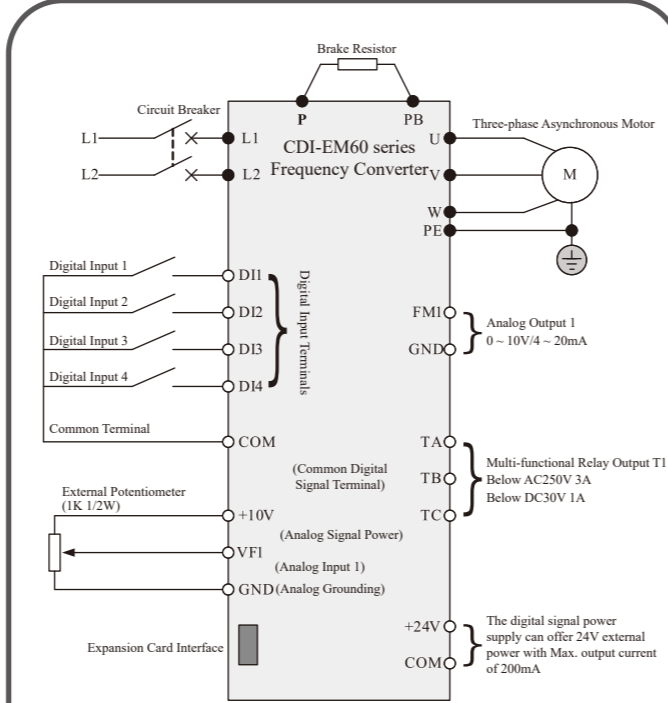 Brake Resistor
P
PB
Circuit Breaker
L1
L1
L2
L2
CDI-EM60 series
Frequency Converter
U
V
W
PE
Three-phase Asynchronous Motor
M
Digital Input 1
DI1
Digital Input 2
DI2
Digital Input 3
DI3
Digital Input 4
DI4
Digital Input Terminals
Common Terminal
COM
(Common Digital
Signal Terminal)
FM1
GND
Analog Output 1
0 ~ 10V/4 ~ 20mA
TA
TB
TC
Multi-functional Relay Output T1
Below AC250V 3A
Below DC30V 1A
External Potentiometer
(1K 1/2W)
+10V
(Analog Signal Power)
VF1
(Analog Input 1)
GND
(Analog Grounding)
Expansion Card Interface
+24V
COM
The digital signal power
supply can offer 24V external
power with Max. output current
of 200mA